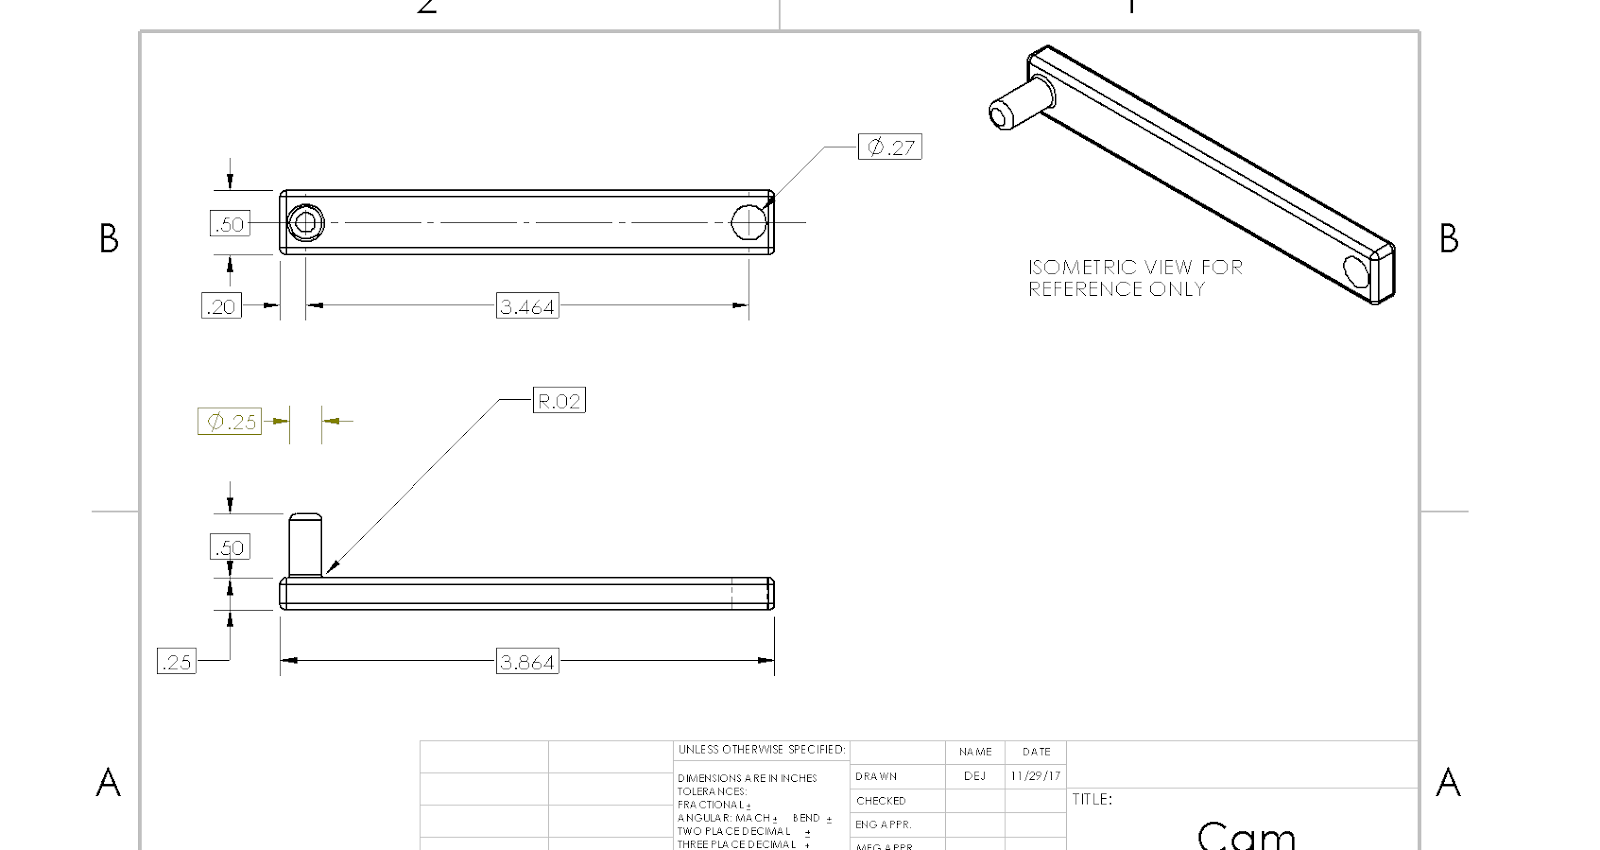 2 1
⌀.27
.50
B B
ISOMETRIC VIEW FOR
REFERENCE ONLY
.20 3.464
R.02
⌀.25
.50
.25 3.864
UNLESS OTHERWISE SPECIFIED:
DIMENSIONS ARE IN INCHES
TOLERANCES:
FRACTIONAL ±
ANGULAR: MACH ± BEND ±
TWO PLACE DECIMAL ±
THREE PLACE DECIMAL ±
NAME DATE
DRAWN DEJ 11/29/17
CHECKED
ENG APPR.
MFG APPR.
TITLE:
Cam
A A